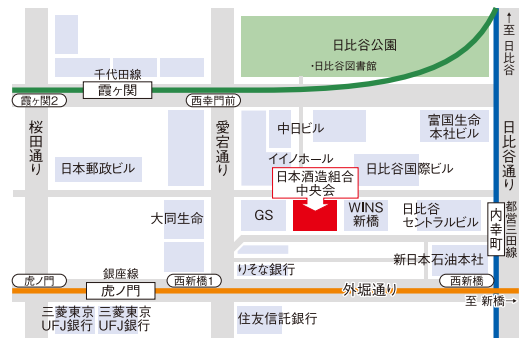 日比谷公園
・日比谷図書館
↑至 日比谷
千代田線
霞ヶ関
霞ヶ関2
西幸門前
桜田通り
愛宕通り
日比谷通り
中日ビル
富国生命
本社ビル
日本郵政ビル
イイノホール
日比谷国際ビル
日本酒造組合
中央会
大同生命
GS
WINS
新橋
日比谷
セントラルビル
内幸町
都営三田線
新日本石油本社
りそな銀行
銀座線
虎ノ門
虎ノ門
西新橋1
外堀通り
西新橋
至 新橋→
三菱東京
UFJ銀行
三菱東京
UFJ銀行
住友信託銀行